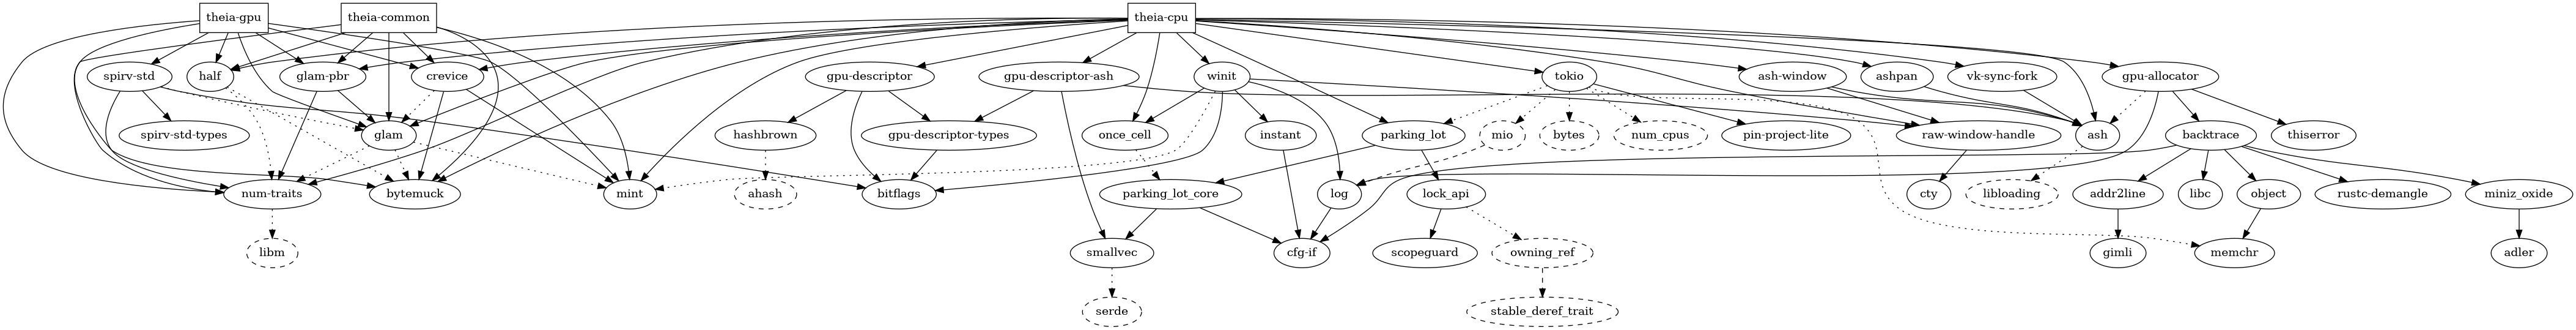 theia-gpu
theia-common
theia-cpu
spirv-std
half
glam-pbr
crevice
gpu-descriptor
gpu-descriptor-ash
winit
tokio
ash-window
ashpan
vk-sync-fork
gpu-allocator
spirv-std-types
glam
hashbrown
gpu-descriptor-types
once_cell
instant
parking_lot
mio
bytes
num_cpus
pin-project-lite
raw-window-handle
ash
backtrace
thiserror
num-traits
bytemuck
mint
ahash
bitflags
parking_lot_core
log
lock_api
cty
libloading
addr2line
libc
object
rustc-demangle
miniz_oxide
libm
smallvec
cfg-if
scopeguard
owning_ref
gimli
memchr
adler
serde
stable_deref_trait